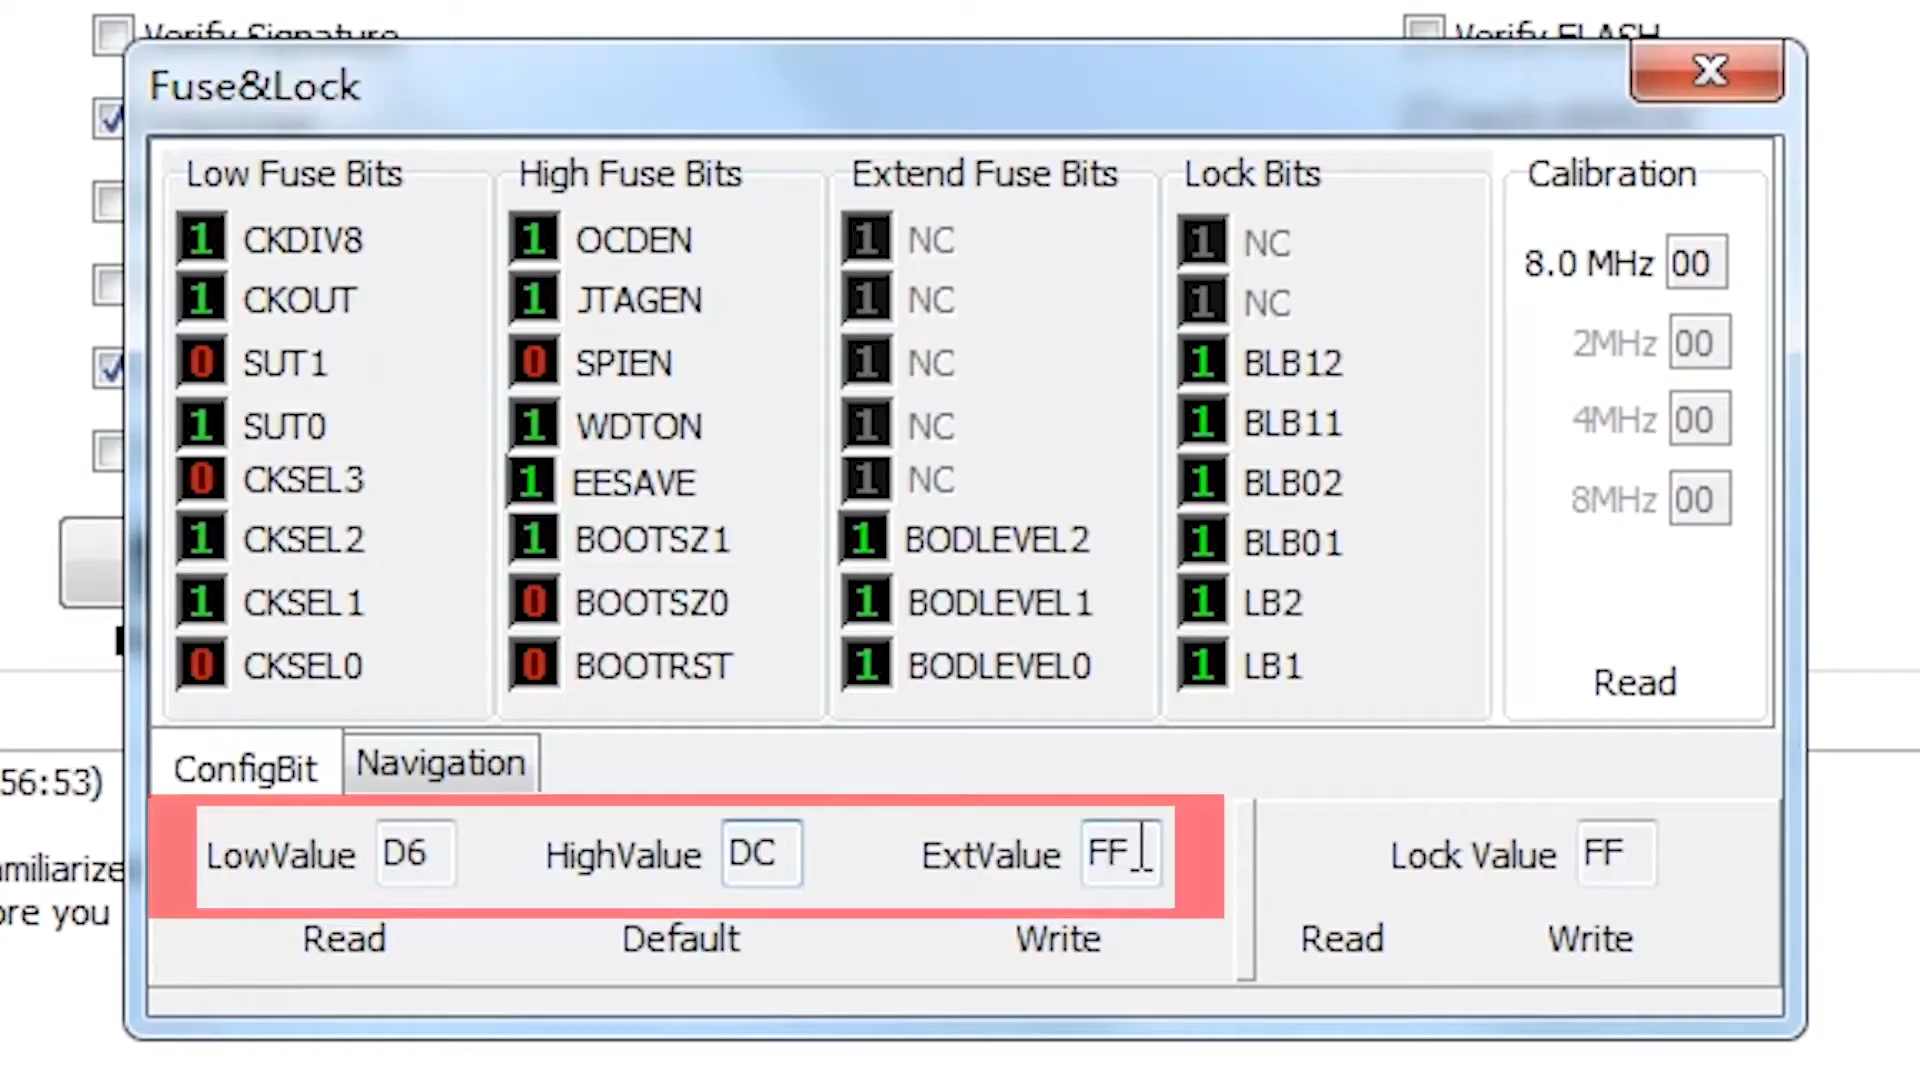 Verify Signature Verify FLASH
Fuse&Lock X
Low Fuse Bits High Fuse Bits Extend Fuse Bits Lock Bits Calibration
1 CKDIV8 1 OCDEN 1 NC 1 NC 8.0 MHz 00
1 CKOUT 1 JTAGEN 1 NC 1 NC 2MHz 00
0 SUT1 0 SPIEN 1 NC 1 BLB12 4MHz 00
1 SUT0 1 WDTON 1 NC 1 BLB11 8MHz 00
0 CKSEL3 1 EESAVE 1 NC 1 BLB02
1 CKSEL2 1 BOOTSZ1 1 BODLEVEL2 1 BLB01
1 CKSEL1 0 BOOTSZ0 1 BODLEVEL1 1 LB2
0 CKSEL0 0 BOOTRST 1 BODLEVEL0 1 LB1 Read
ConfigBit Navigation
56:53)
LowValue D6 HighValue DC ExtValue FF Lock Value FF
amiliarize
ore you
Read Default Write Read Write